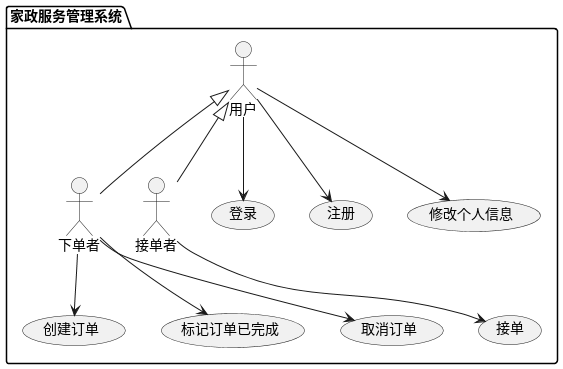 家政服务管理系统
用户
下单者
接单者
登录
注册
修改个人信息
创建订单
标记订单已完成
取消订单
接单